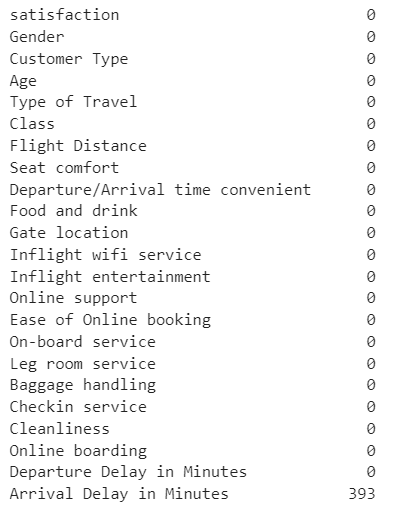 satisfaction 0
Gender 0
Customer Type 0
Age 0
Type of Travel 0
Class 0
Flight Distance 0
Seat comfort 0
Departure/Arrival time convenient 0
Food and drink 0
Gate location 0
Inflight wifi service 0
Inflight entertainment 0
Online support 0
Ease of Online booking 0
On-board service 0
Leg room service 0
Baggage handling 0
Checkin service 0
Cleanliness 0
Online boarding 0
Departure Delay in Minutes 0
Arrival Delay in Minutes 393